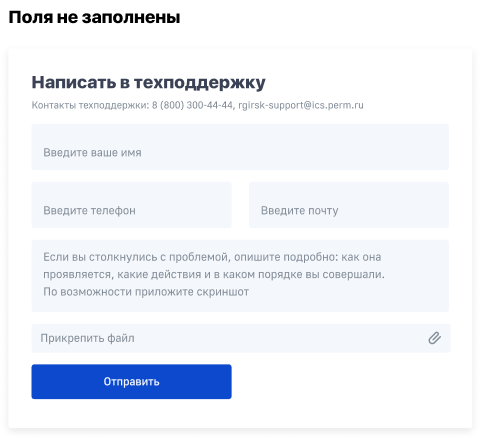 Поля не заполнены
Написать в техподдержку
Контакты техподдержки: 8 (800) 300-44-44, rgirsk-support@ics.perm.ru
Введите ваше имя
Введите телефон
Введите почту
Если вы столкнулись с проблемой, опишите подробно: как она
проявляется, какие действия и в каком порядке вы совершали.
По возможности приложите скриншот
Прикрепить файл
Отправить